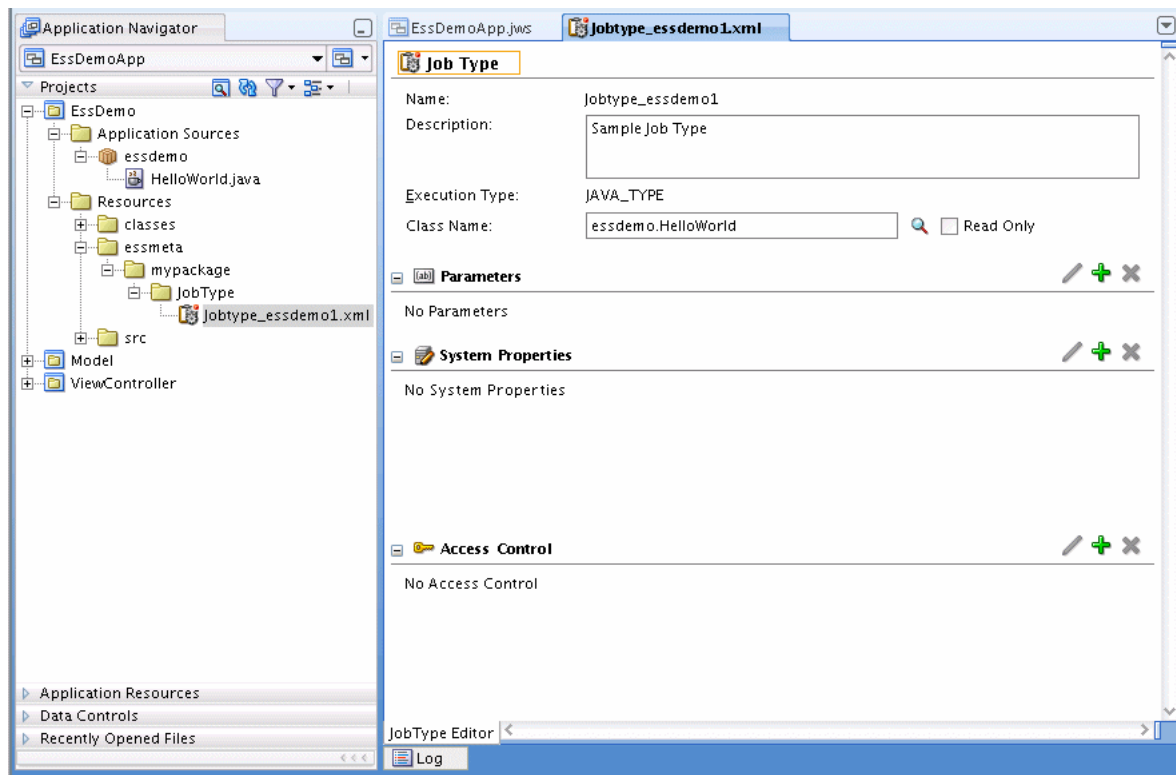 Application Navigator
EssDemoApp
Projects
EssDemo
Application Sources
essdemo
HelloWorld.java
Resources
classes
essmeta
mypackage
JobType
Jobtype_essdemo1.xml
src
Model
ViewController
Application Resources
Data Controls
Recently Opened Files
EssDemoApp.jws
Jobtype_essdemo1.xml
Job Type
Name: Jobtype_essdemo1
Description: Sample Job Type
Execution Type: JAVA_TYPE
Class Name: essdemo.HelloWorld Read Only
Parameters
No Parameters
System Properties
No System Properties
Access Control
No Access Control
JobType Editor
Log